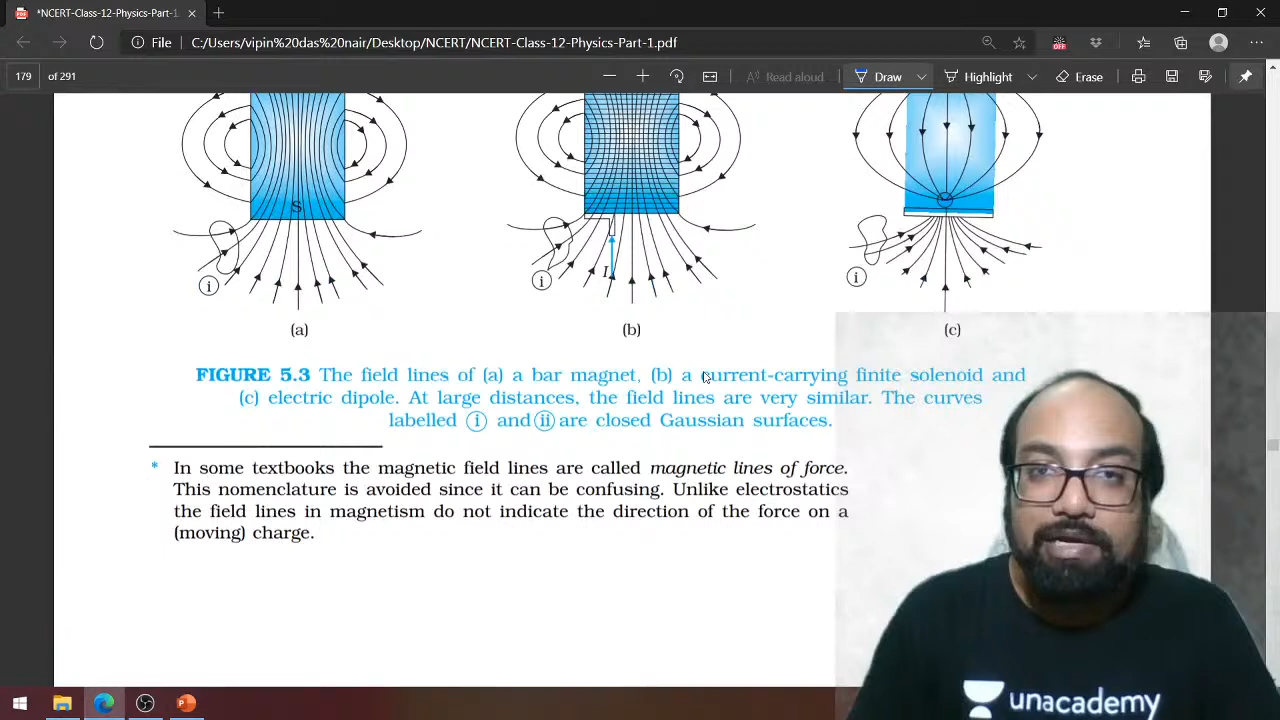 *NCERT-Class-12-Physics-Part-1.
File C:/Users/vipin%20das%20nair/Desktop/NCERT/NCERT-Class-12-Physics-Part-1.pdf
OFF
179 of 291
Read aloud Draw Highlight Erase
S
i
i
I
i
(a) (b) (c)
FIGURE 5.3 The field lines of (a) a bar magnet, (b) a current-carrying finite solenoid and
(c) electric dipole. At large distances, the field lines are very similar. The curves
labelled i and ii are closed Gaussian surfaces.
* In some textbooks the magnetic field lines are called magnetic lines of force.
This nomenclature is avoided since it can be confusing. Unlike electrostatics
the field lines in magnetism do not indicate the direction of the force on a
(moving) charge.
unacademy